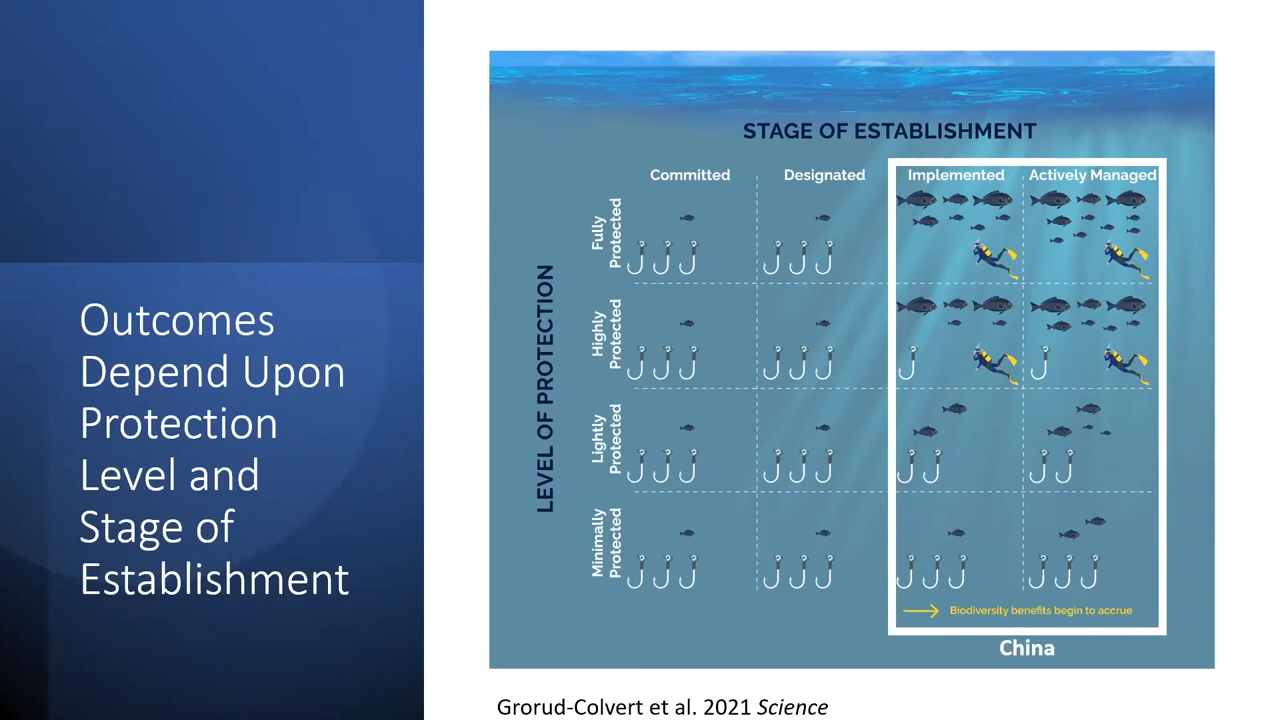 Outcomes
Depend Upon
Protection
Level and
Stage of
Establishment
STAGE OF ESTABLISHMENT
Committed
Designated
Implemented
Actively Managed
LEVEL OF PROTECTION
Fully
Protected
Highly
Protected
Lightly
Protected
Minimally
Protected
Biodiversity benefits begin to accrue
China
Grorud-Colvert et al. 2021 Science